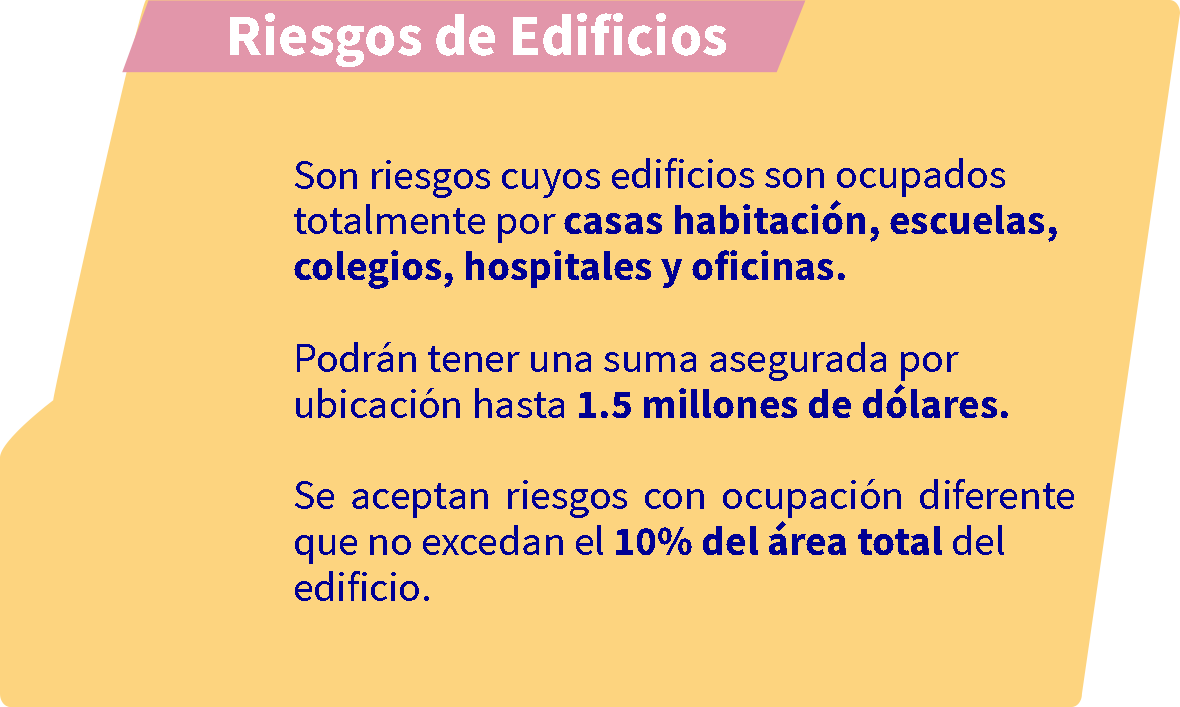 Riesgos de Edificios
Son riesgos cuyos edificios son ocupados
totalmente por casas habitación, escuelas,
colegios, hospitales y oficinas.
Podrán tener una suma asegurada por
ubicación hasta 1.5 millones de dólares.
Se aceptan riesgos con ocupación diferente
que no excedan el 10% del área total del
edificio.